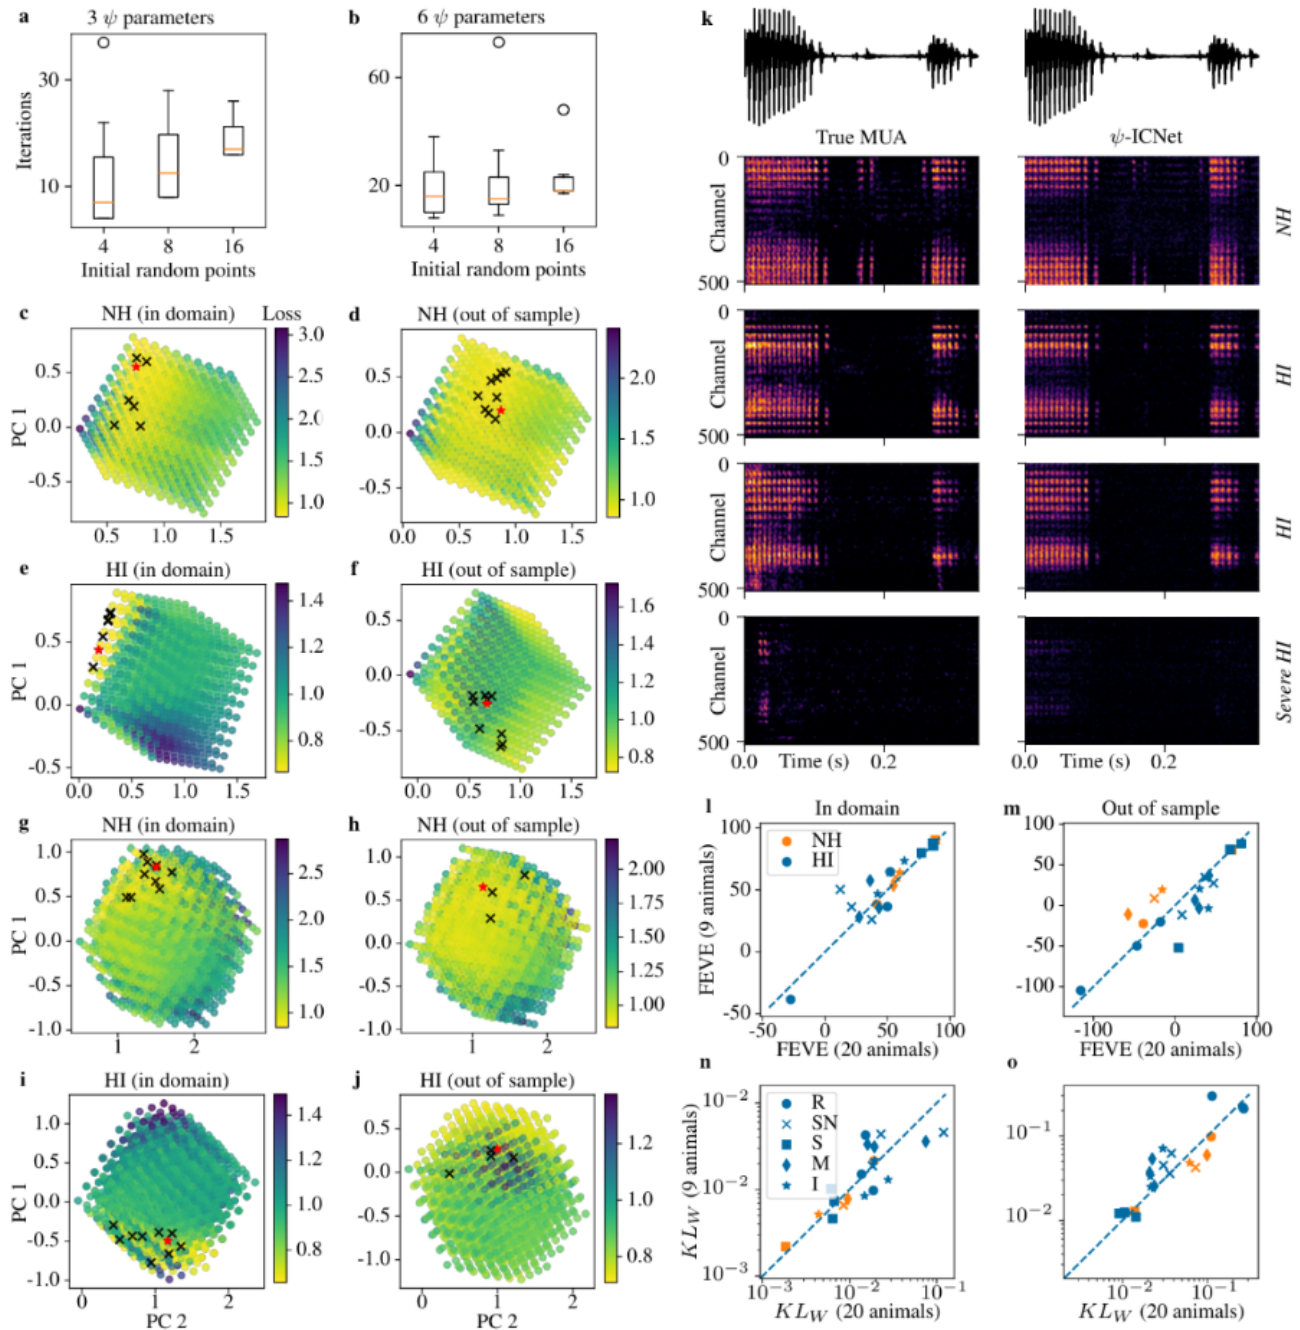 a 3 ψ parameters
Iterations
30
10
4 8 16
Initial random points
b 6 ψ parameters
60
20
4 8 16
Initial random points
c NH (in domain) Loss
PC 1
0.5
0.0
-0.5
0.5 1.0 1.5
3.0
2.5
2.0
1.5
1.0
d NH (out of sample)
0.5
0.0
-0.5
0.0 0.5 1.0 1.5
2.0
1.5
1.0
e HI (in domain)
PC 1
0.5
0.0
-0.5
0.0 0.5 1.0 1.5
1.4
1.2
1.0
0.8
f HI (out of sample)
0.5
0.0
-0.5
0.0 0.5 1.0 1.5
1.6
1.4
1.2
1.0
0.8
g NH (in domain)
PC 1
1.0
0.5
0.0
-0.5
-1.0
1 2
2.5
2.0
1.5
1.0
h NH (out of sample)
1.0
0.5
0.0
-0.5
-1.0
1 2
2.00
1.75
1.50
1.25
1.00
i HI (in domain)
PC 1
1.0
0.5
0.0
-0.5
-1.0
0 1 2
PC 2
1.4
1.2
1.0
0.8
j HI (out of sample)
0.5
0.0
-0.5
-1.0
0 1 2
PC 2
1.2
1.0
0.8
k
True MUA ψ-ICNet
0
Channel
500
NH
0
Channel
500
HI
0
Channel
500
HI
0
Channel
500
Severe HI
0.0 Time (s) 0.2
0.0 Time (s) 0.2
l In domain
FEVE (9 animals)
100
50
0
-50
NH
HI
-50 0 50 100
FEVE (20 animals)
m Out of sample
100
50
0
-50
-100
-100 0 100
FEVE (20 animals)
n
KL_W (9 animals)
10⁻²
10⁻²
10⁻³
R
SN
S
M
I
10⁻³ 10⁻² 10⁻¹
KL_W (20 animals)
o
10⁻¹
10⁻²
10⁻² 10⁻¹
KL_W (20 animals)